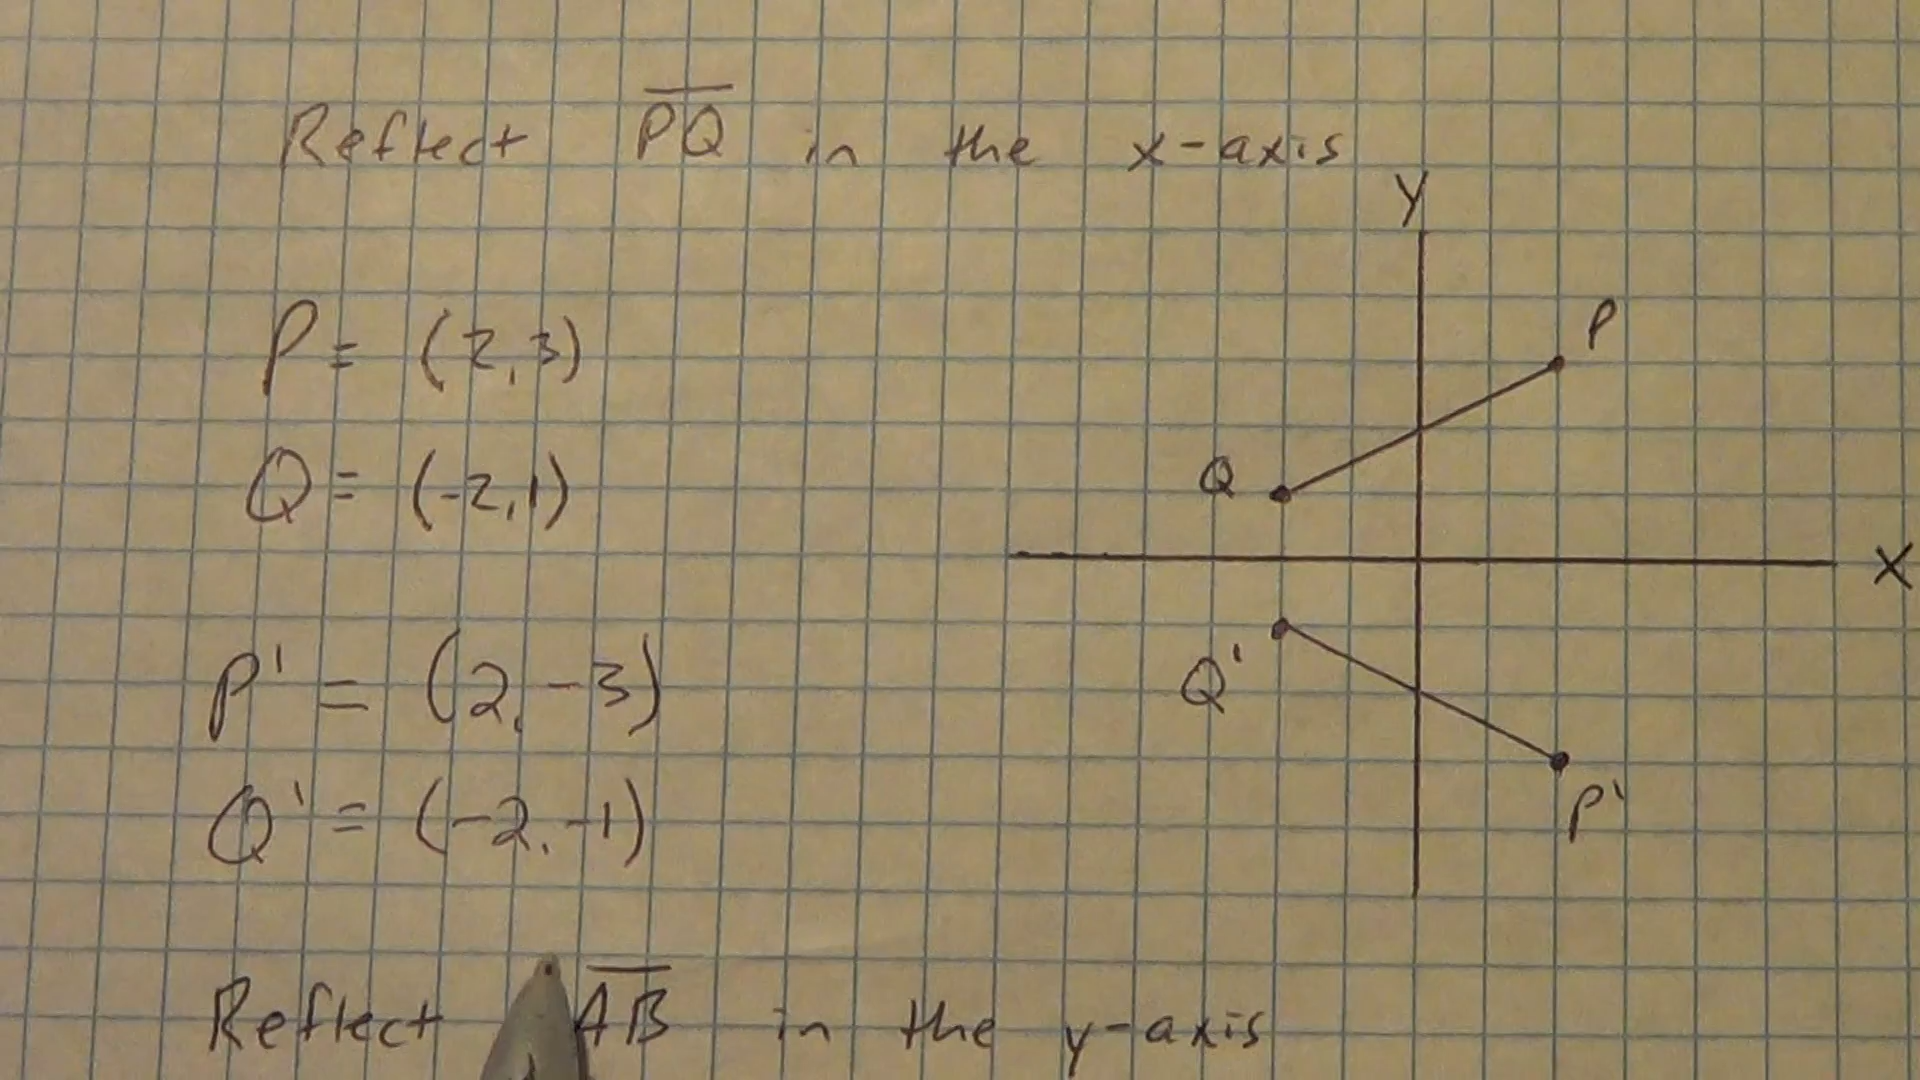 Reflect PQ in the x-axis
y
P = (2,3)
P
Q = (-2,1)
Q
x
P' = (2,-3)
Q'
Q' = (-2,-1)
P'
Reflect AB in the y-axis